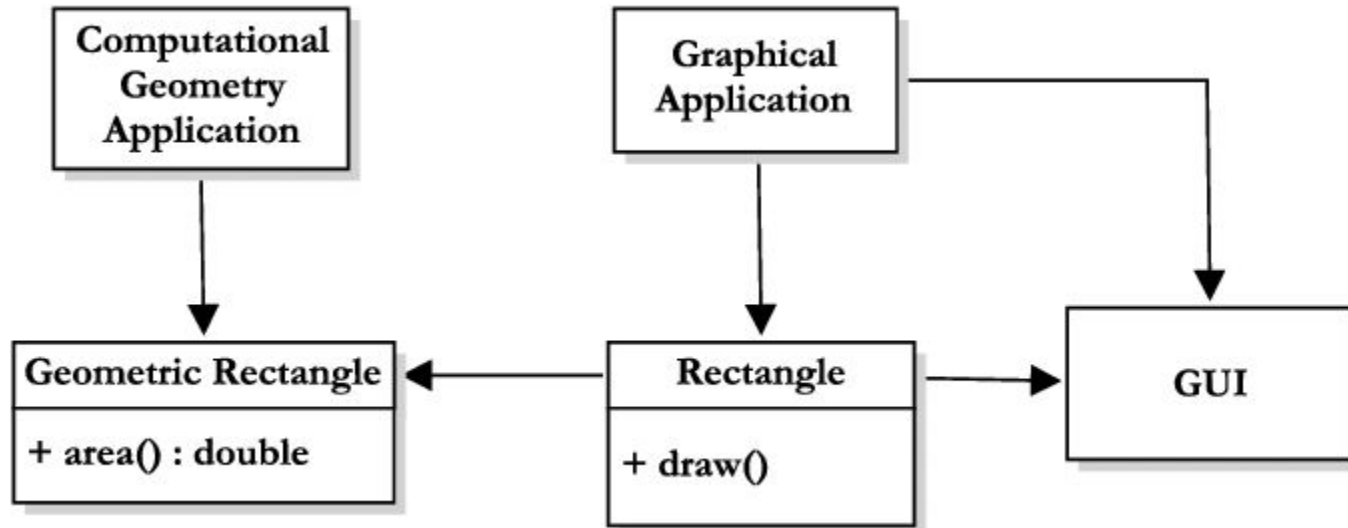 Computational
Geometry
Application
Graphical
Application
Geometric Rectangle
+ area() : double
Rectangle
+ draw()
GUI